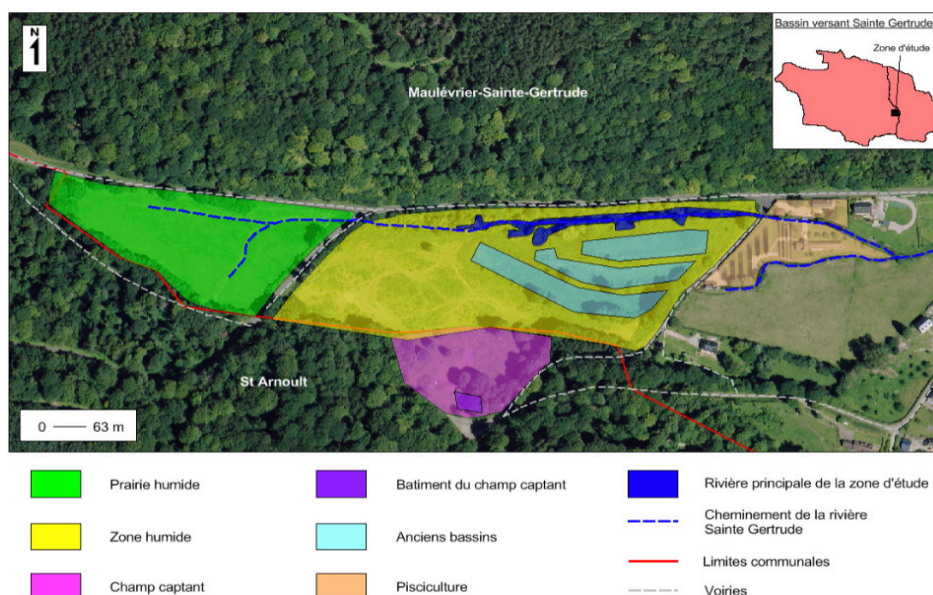 N
Bassin versant Sainte Gertrude
Zone d'étude
Maulévrier-Sainte-Gertrude
St Arnoult
0 63 m
Prairie humide
Batiment du champ captant
Rivière principale de la zone d'étude
Zone humide
Anciens bassins
Cheminement de la rivière
Sainte Gertrude
Limites communales
Champ captant
Pisciculture
Voiries